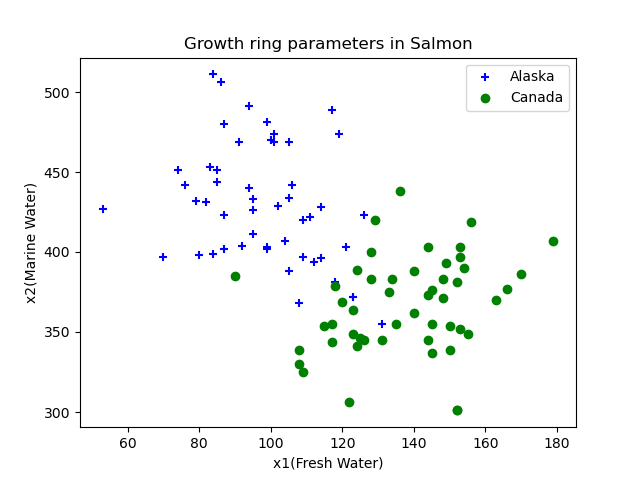 Growth ring parameters in Salmon
Alaska
Canada
500
450
400
350
300
x2(Marine Water)
60
80
100
120
140
160
180
x1(Fresh Water)